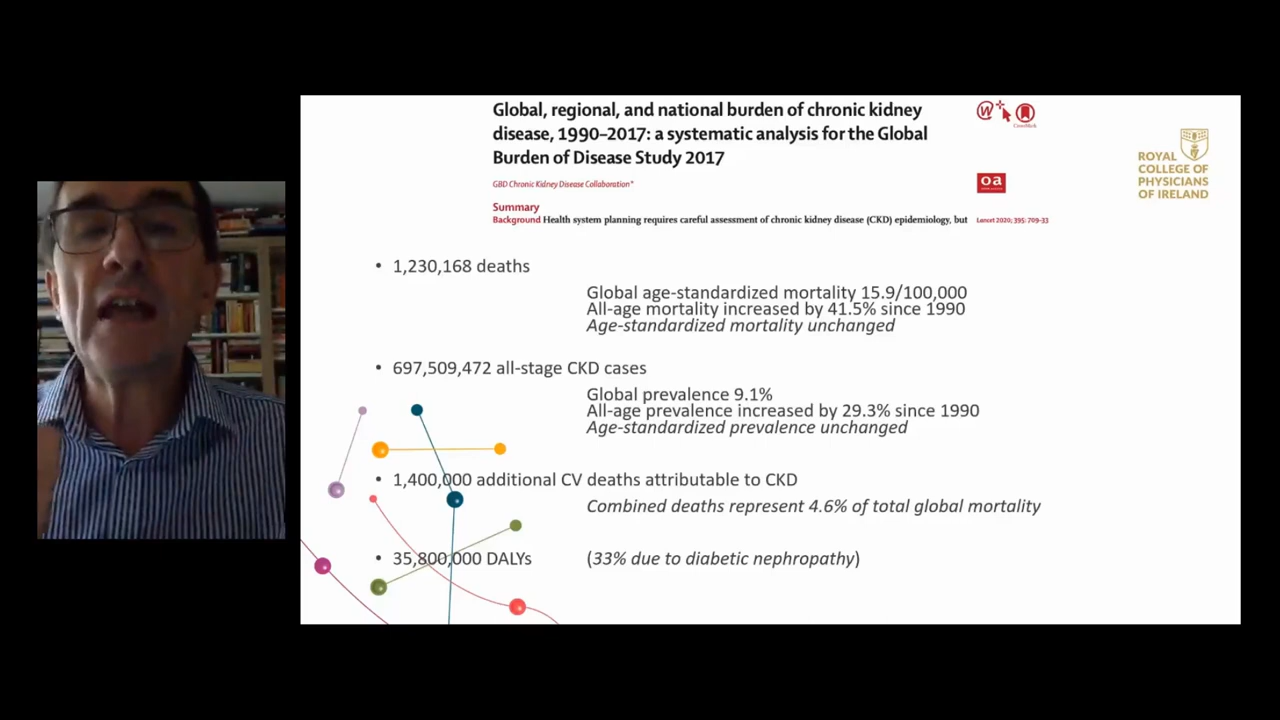 Global, regional, and national burden of chronic kidney
disease, 1990–2017: a systematic analysis for the Global
Burden of Disease Study 2017
GBD Chronic Kidney Disease Collaboration*
Summary
Background Health system planning requires careful assessment of chronic kidney disease (CKD) epidemiology, but
Lancet 2020; 395: 709-33
CrossMark
oa
ROYAL
COLLEGE OF
PHYSICIANS
OF IRELAND
• 1,230,168 deaths
Global age-standardized mortality 15.9/100,000
All-age mortality increased by 41.5% since 1990
Age-standardized mortality unchanged
• 697,509,472 all-stage CKD cases
Global prevalence 9.1%
All-age prevalence increased by 29.3% since 1990
Age-standardized prevalence unchanged
• 1,400,000 additional CV deaths attributable to CKD
Combined deaths represent 4.6% of total global mortality
• 35,800,000 DALYs (33% due to diabetic nephropathy)